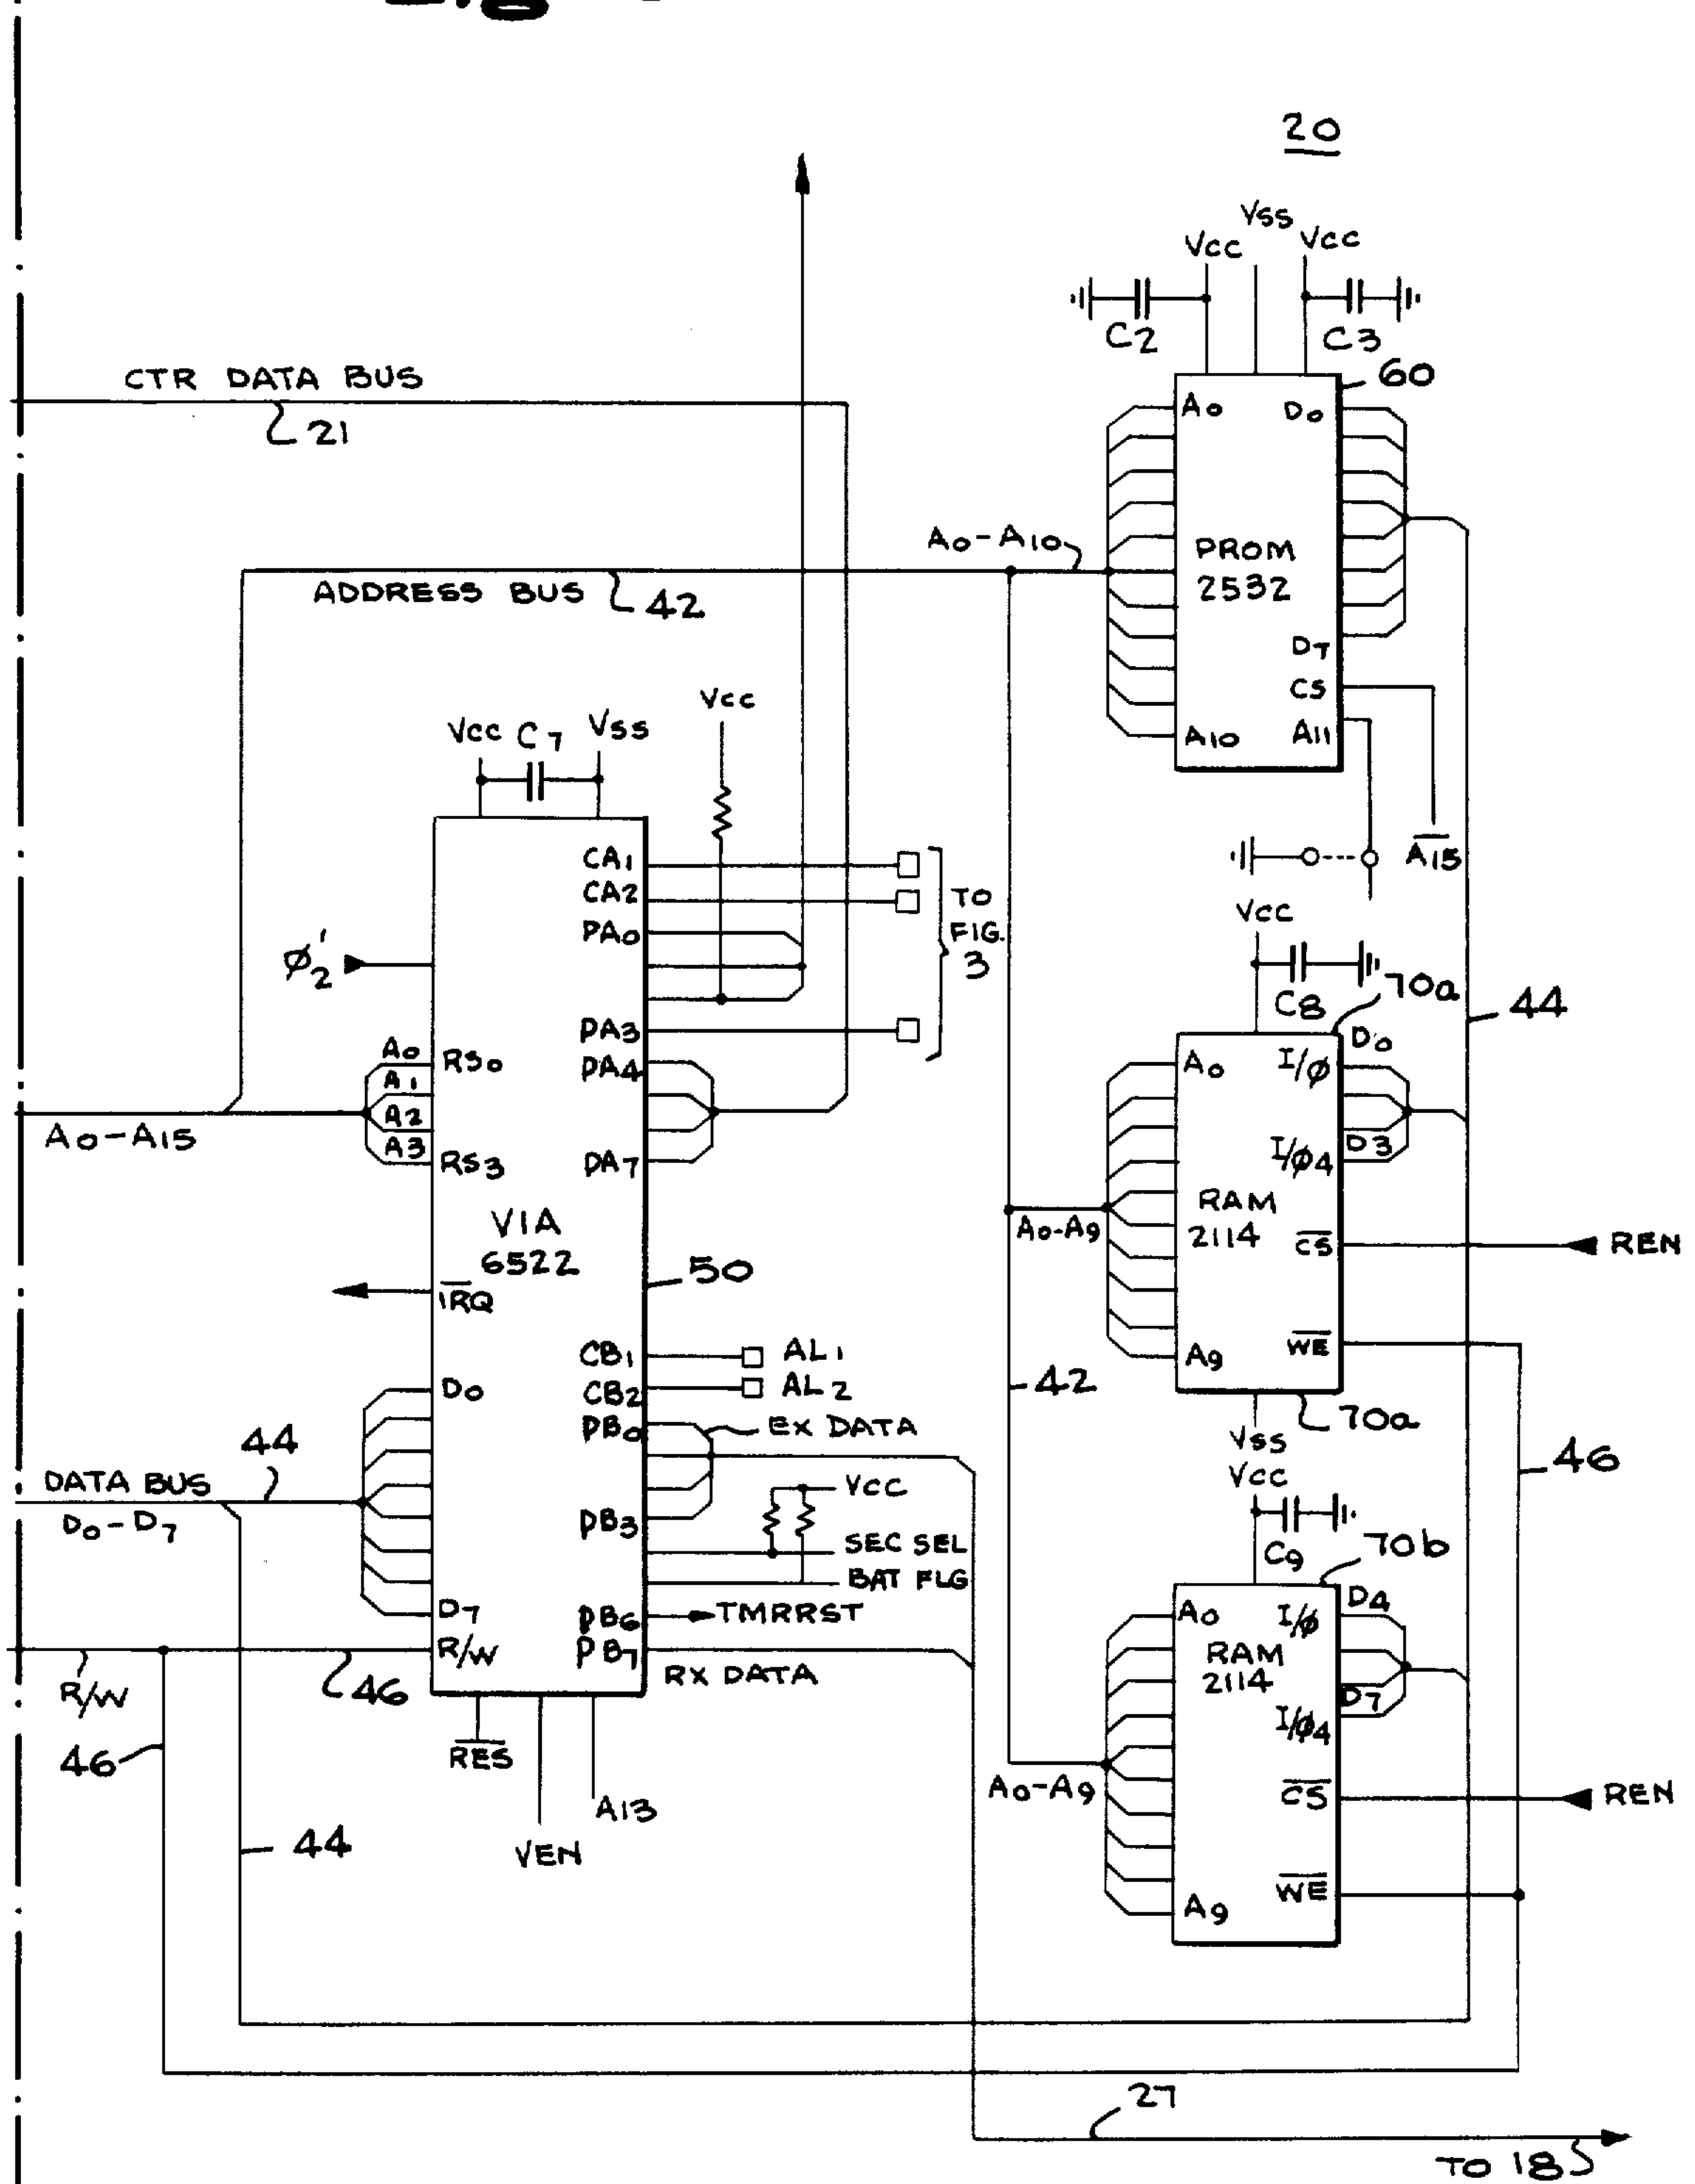 20
Vcc Vss Vcc
C2 C3
60
CTR DATA BUS
21
A0 D0
A0-A10
PROM
2532
ADDRESS BUS 42
D7
CS
A10 A11
A15
Vcc C7 Vss
Vcc
CA1
CA2
PA0
TO
FIG.
3
Ø2'
PA3
PA4
PA7
A0 RS0
A1
A2
A3 RS3
A0-A15
VIA
6522
50
IRQ
Vcc
C8
70a
44
D0
A0 I/Ø
D3
I/Ø4
RAM
2114
A0-A9
CS REN
WE
A9
42
70a
Vss
46
CB1 AL1
CB2 AL2
PB0 EX DATA
PB3
VCC
SEC SEL
BAT FLG
PB6 TMRRST
PB7
RX DATA
D0
44
DATA BUS
D0-D7
D7
R/W
R/W
46
46
RES
VEN
A13
44
Vcc
C9
70b
D4
A0 I/Ø
RAM
2114
D7
I/Ø4
A0-A9
CS REN
WE
A9
27
TO 18